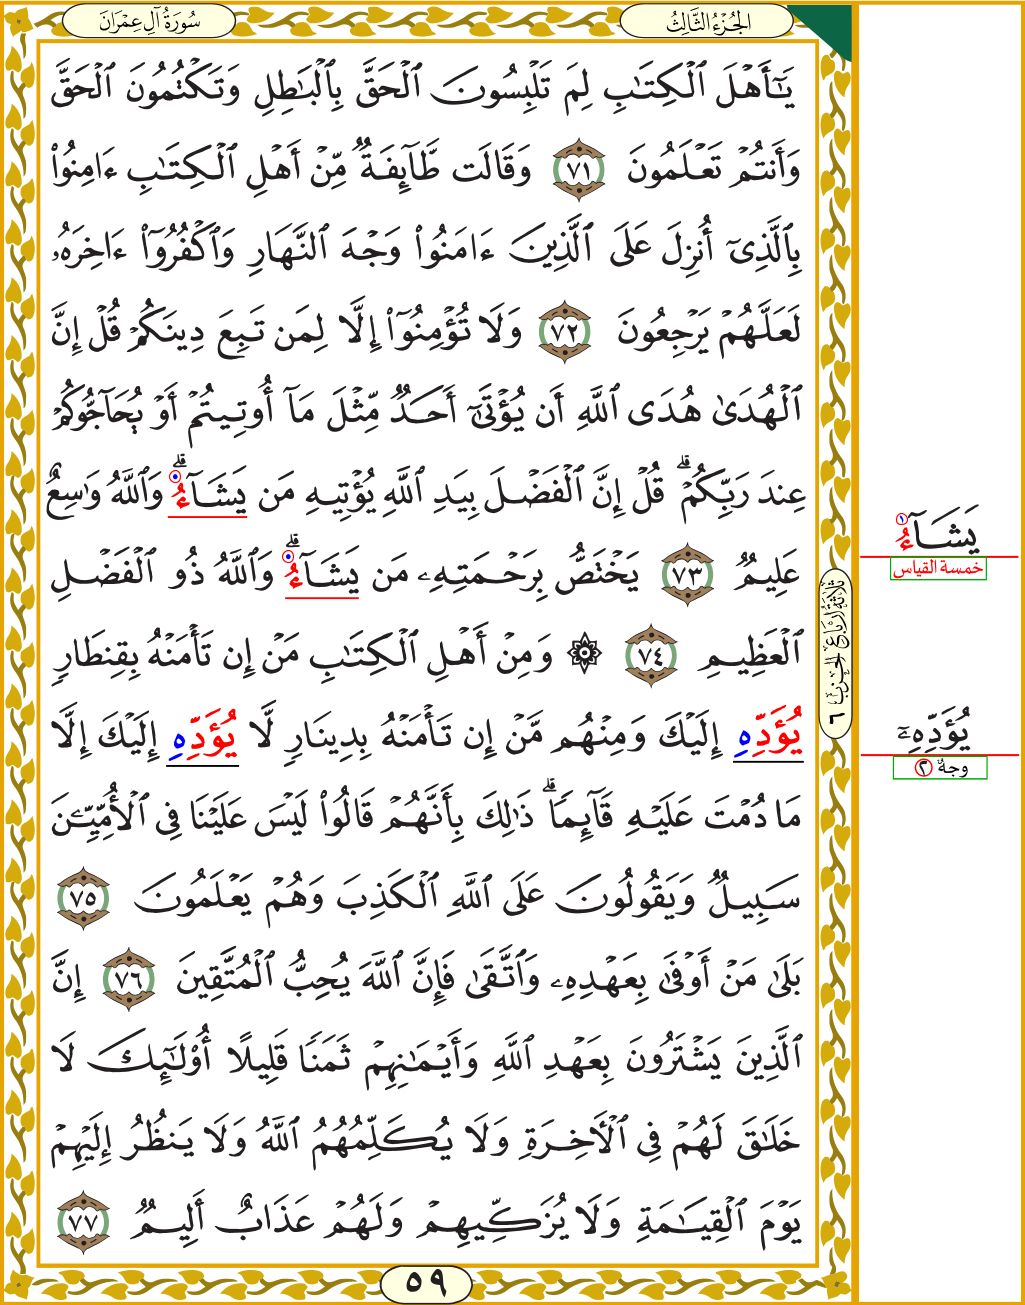 الجُزْءُ الثَّالِثُ
سُورَةُ آلِ عِمْرَان
يَٰٓأَهۡلَ ٱلۡكِتَٰبِ لِمَ تَلۡبِسُونَ ٱلۡحَقَّ بِٱلۡبَٰطِلِ وَتَكۡتُمُونَ ٱلۡحَقَّ
وَأَنتُمۡ تَعۡلَمُونَ ٧١ وَقَالَت طَّآئِفَةٞ مِّنۡ أَهۡلِ ٱلۡكِتَٰبِ ءَامِنُواْ
بِٱلَّذِيٓ أُنزِلَ عَلَى ٱلَّذِينَ ءَامَنُواْ وَجۡهَ ٱلنَّهَارِ وَٱكۡفُرُوٓاْ ءَاخِرَهُۥ
لَعَلَّهُمۡ يَرۡجِعُونَ ٧٢ وَلَا تُؤۡمِنُوٓاْ إِلَّا لِمَن تَبِعَ دِينَكُمۡ قُلۡ إِنَّ
ٱلۡهُدَىٰ هُدَى ٱللَّهِ أَن يُؤۡتَىٰٓ أَحَدٞ مِّثۡلَ مَآ أُوتِيتُمۡ أَوۡ يُحَآجُّوكُمۡ
عِندَ رَبِّكُمۡۗ قُلۡ إِنَّ ٱلۡفَضۡلَ بِيَدِ ٱللَّهِ يُؤۡتِيهِ مَن يَشَآءُۗ وَٱللَّهُ وَٰسِعٌ
عَلِيمٞ ٧٣ يَخۡتَصُّ بِرَحۡمَتِهِۦ مَن يَشَآءُۗ وَٱللَّهُ ذُو ٱلۡفَضۡلِ
ٱلۡعَظِيمِ ٧٤ ۞ وَمِنۡ أَهۡلِ ٱلۡكِتَٰبِ مَنۡ إِن تَأۡمَنۡهُ بِقِنطَارٖ
يُؤَدِّهِ إِلَيۡكَ وَمِنۡهُم مَّنۡ إِن تَأۡمَنۡهُ بِدِينَارٖ لَّا يُؤَدِّهِ إِلَيۡكَ إِلَّا
مَا دُمۡتَ عَلَيۡهِ قَآئِمٗاۗ ذَٰلِكَ بِأَنَّهُمۡ قَالُواْ لَيۡسَ عَلَيۡنَا فِي ٱلۡأُمِّيِّـۧنَ
سَبِيلٞ وَيَقُولُونَ عَلَى ٱللَّهِ ٱلۡكَذِبَ وَهُمۡ يَعۡلَمُونَ ٧٥
بَلَىٰ مَنۡ أَوۡفَىٰ بِعَهۡدِهِۦ وَٱتَّقَىٰ فَإِنَّ ٱللَّهَ يُحِبُّ ٱلۡمُتَّقِينَ ٧٦ إِنَّ
ٱلَّذِينَ يَشۡتَرُونَ بِعَهۡدِ ٱللَّهِ وَأَيۡمَٰنِهِمۡ ثَمَنٗا قَلِيلًا أُوْلَٰٓئِكَ لَا
خَلَٰقَ لَهُمۡ فِي ٱلۡأٓخِرَةِ وَلَا يُكَلِّمُهُمُ ٱللَّهُ وَلَا يَنظُرُ إِلَيۡهِمۡ
يَوۡمَ ٱلۡقِيَٰمَةِ وَلَا يُزَكِّيهِمۡ وَلَهُمۡ عَذَابٌ أَلِيمٞ ٧٧
٥٩
يَشَآءُ ١
خمسة القياس
ثلاثة أرباع الحزب ٦
يُؤَدِّهِۦٓ
وجهٌ ٢